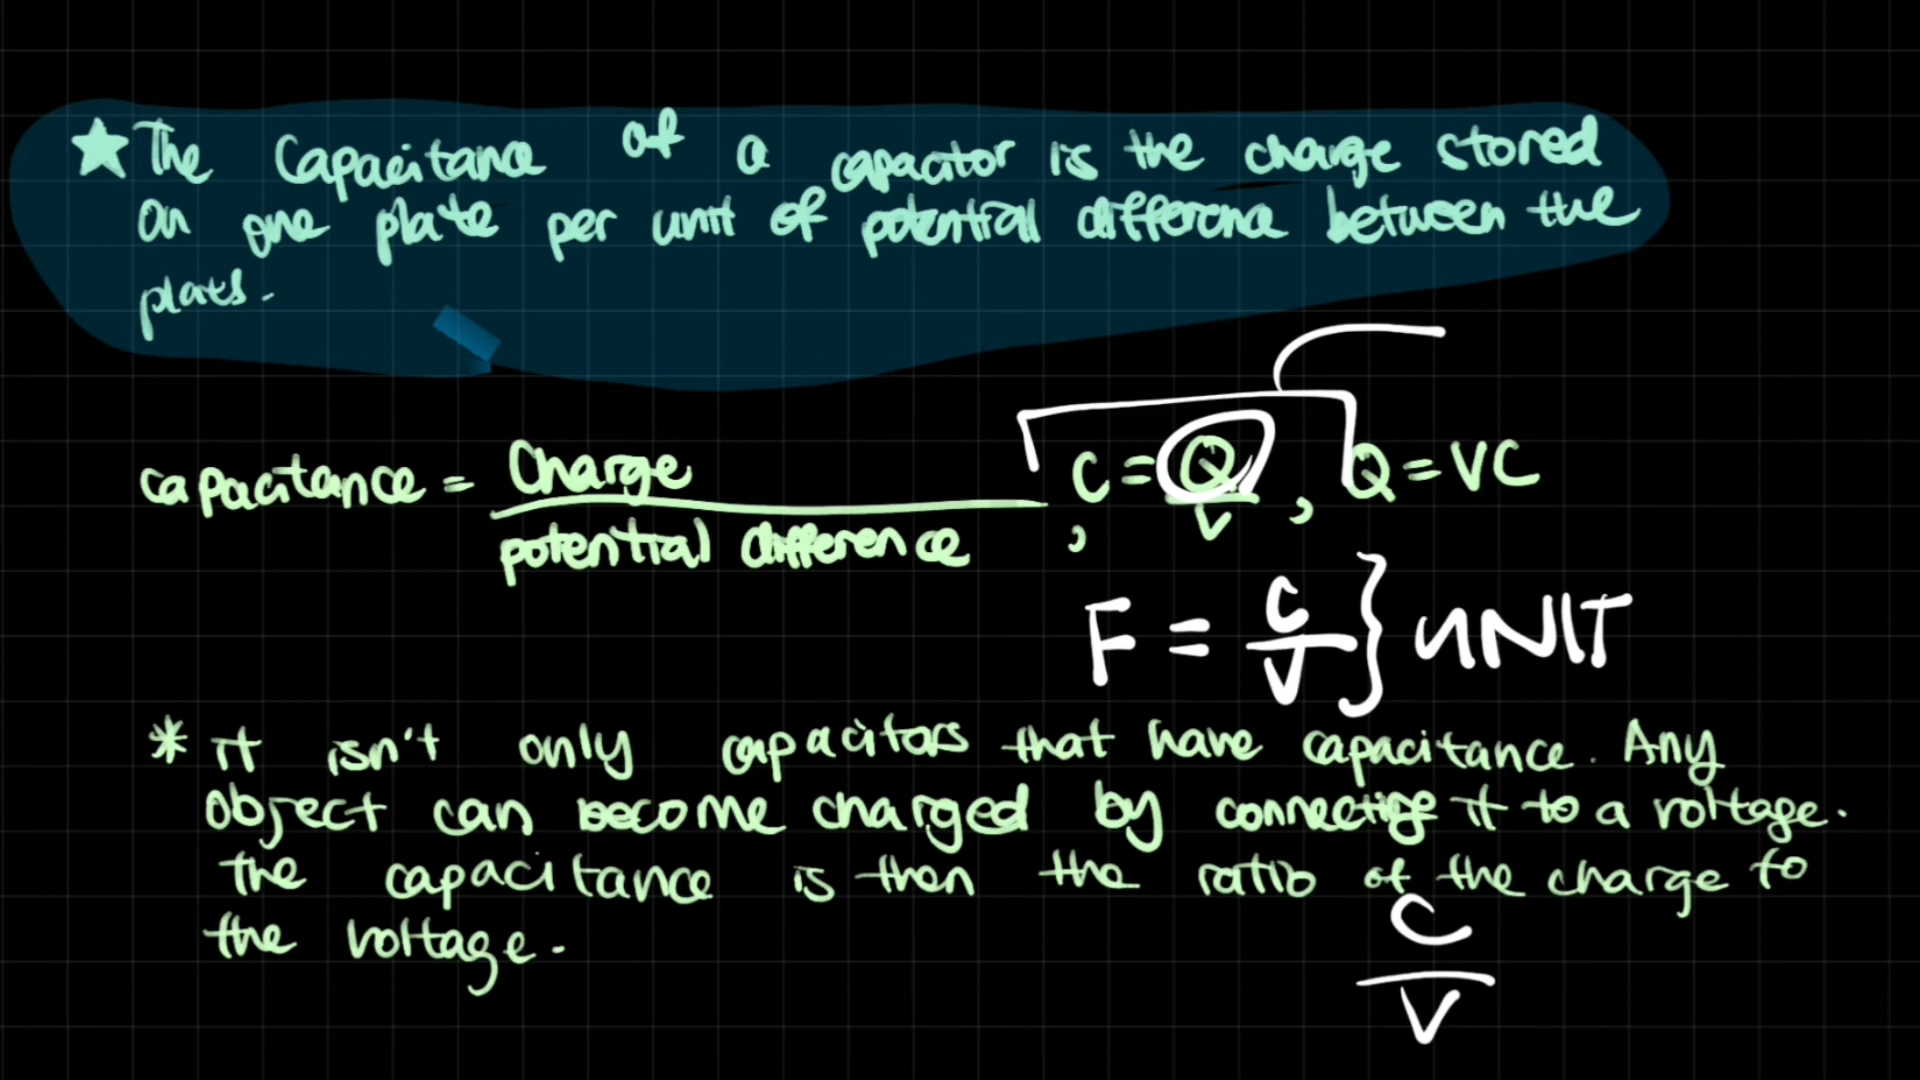 ★ The Capacitance of a capacitor is the charge stored
on one plate per unit of potential difference between the
plates.
capacitance = Charge / potential difference , C = Q / V , Q = VC
F = C / V } UNIT
* it isn't only capacitors that have capacitance. Any
object can become charged by connecting it to a voltage.
the capacitance is then the ratio of the charge to
the voltage.
C
V